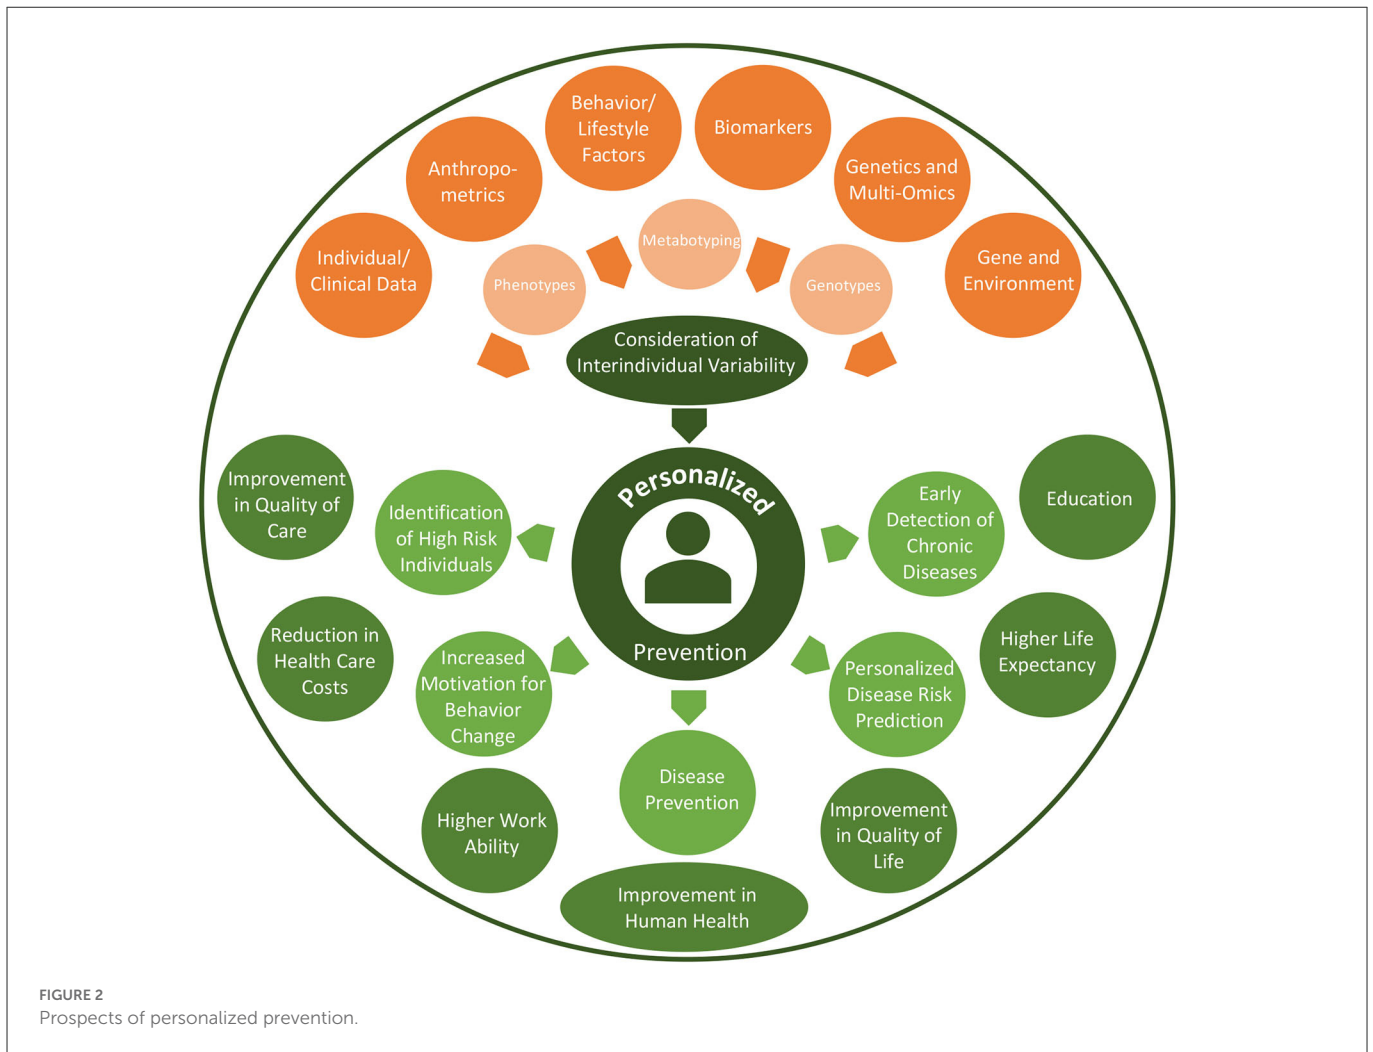 Behavior/
Lifestyle
Factors
Biomarkers
Anthropo-
metrics
Genetics and
Multi-Omics
Individual/
Clinical Data
Gene and
Environment
Phenotypes
Metabotyping
Genotypes
Consideration of
Interindividual Variability
Personalized
Prevention
Improvement
in Quality of
Care
Identification
of High Risk
Individuals
Early
Detection of
Chronic
Diseases
Education
Reduction in
Health Care
Costs
Increased
Motivation for
Behavior
Change
Personalized
Disease Risk
Prediction
Higher Life
Expectancy
Higher Work
Ability
Disease
Prevention
Improvement
in Quality of
Life
Improvement in
Human Health
FIGURE 2
Prospects of personalized prevention.